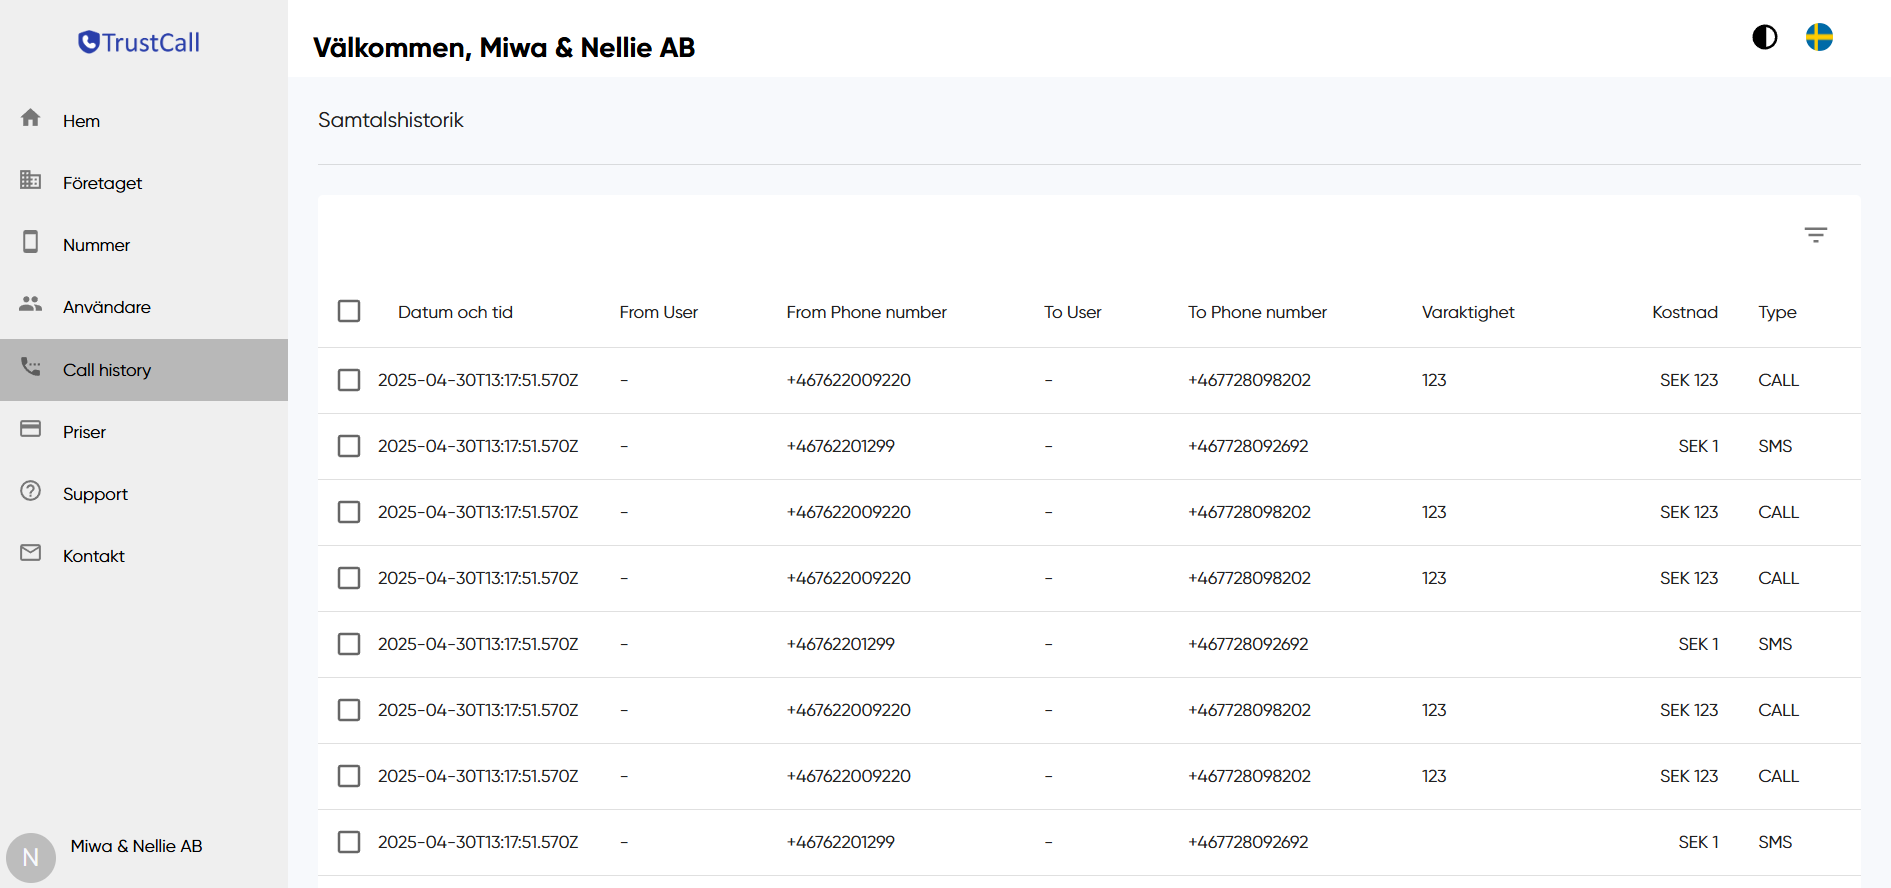 TrustCall
Välkommen, Miwa & Nellie AB
Hem
Företaget
Nummer
Användare
Call history
Priser
Support
Kontakt
N Miwa & Nellie AB
Samtalshistorik
Datum och tid From User From Phone number To User To Phone number Varaktighet Kostnad Type
2025-04-30T13:17:51.570Z - +467622009220 - +467728098202 123 SEK 123 CALL
2025-04-30T13:17:51.570Z - +46762201299 - +467728092692 SEK 1 SMS
2025-04-30T13:17:51.570Z - +467622009220 - +467728098202 123 SEK 123 CALL
2025-04-30T13:17:51.570Z - +467622009220 - +467728098202 123 SEK 123 CALL
2025-04-30T13:17:51.570Z - +46762201299 - +467728092692 SEK 1 SMS
2025-04-30T13:17:51.570Z - +467622009220 - +467728098202 123 SEK 123 CALL
2025-04-30T13:17:51.570Z - +467622009220 - +467728098202 123 SEK 123 CALL
2025-04-30T13:17:51.570Z - +46762201299 - +467728092692 SEK 1 SMS